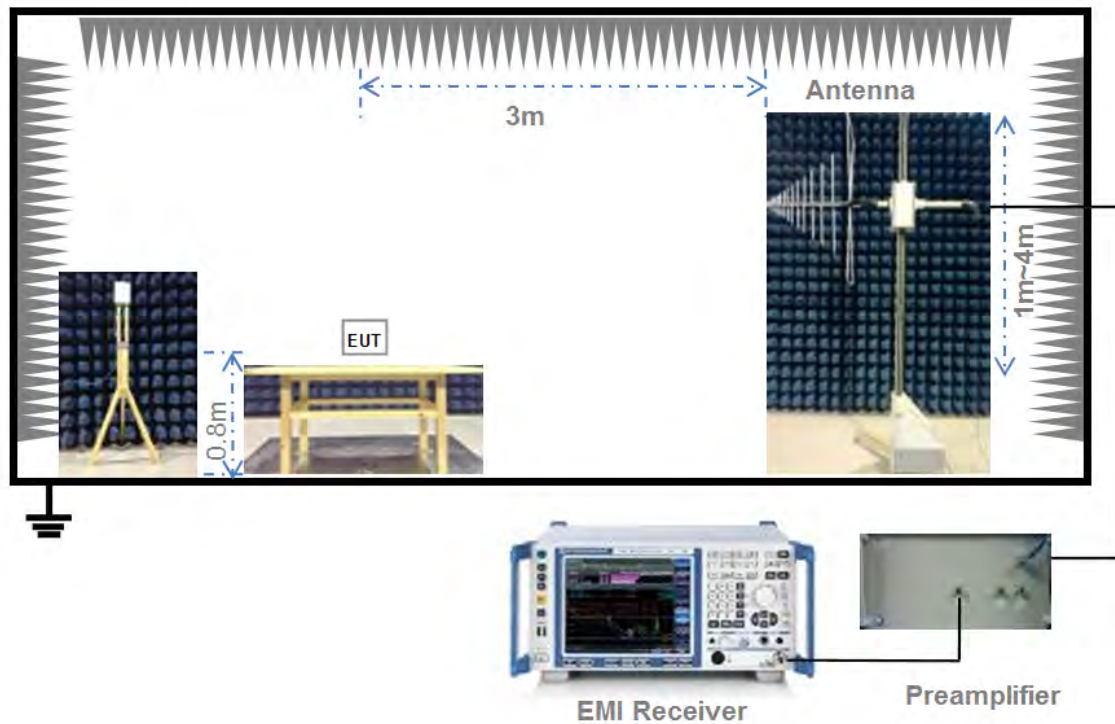 Antenna
3m
1m~4m
EUT
0.8m
EMI Receiver
Preamplifier